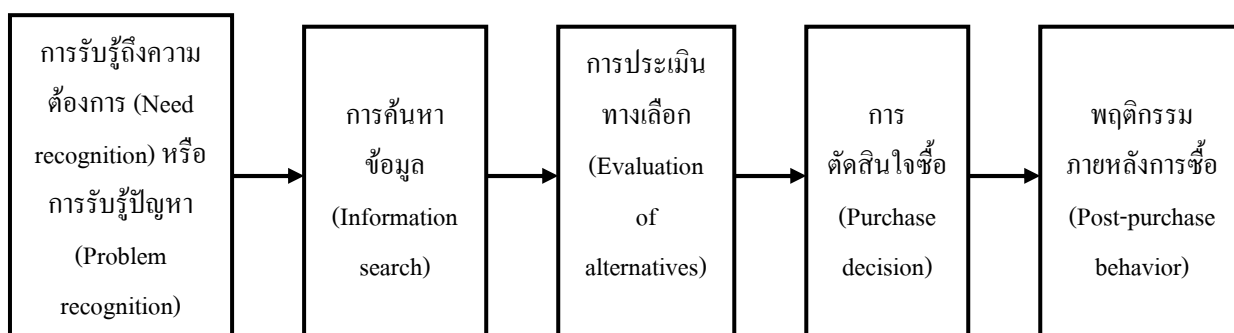 การรับรู้ถึงความ
ต้องการ (Need
recognition) หรือ
การรับรู้ปัญหา
(Problem
recognition)
การค้นหา
ข้อมูล
(Information
search)
การประเมิน
ทางเลือก
(Evaluation
of
alternatives)
การ
ตัดสินใจซื้อ
(Purchase
decision)
พฤติกรรม
ภายหลังการซื้อ
(Post-purchase
behavior)